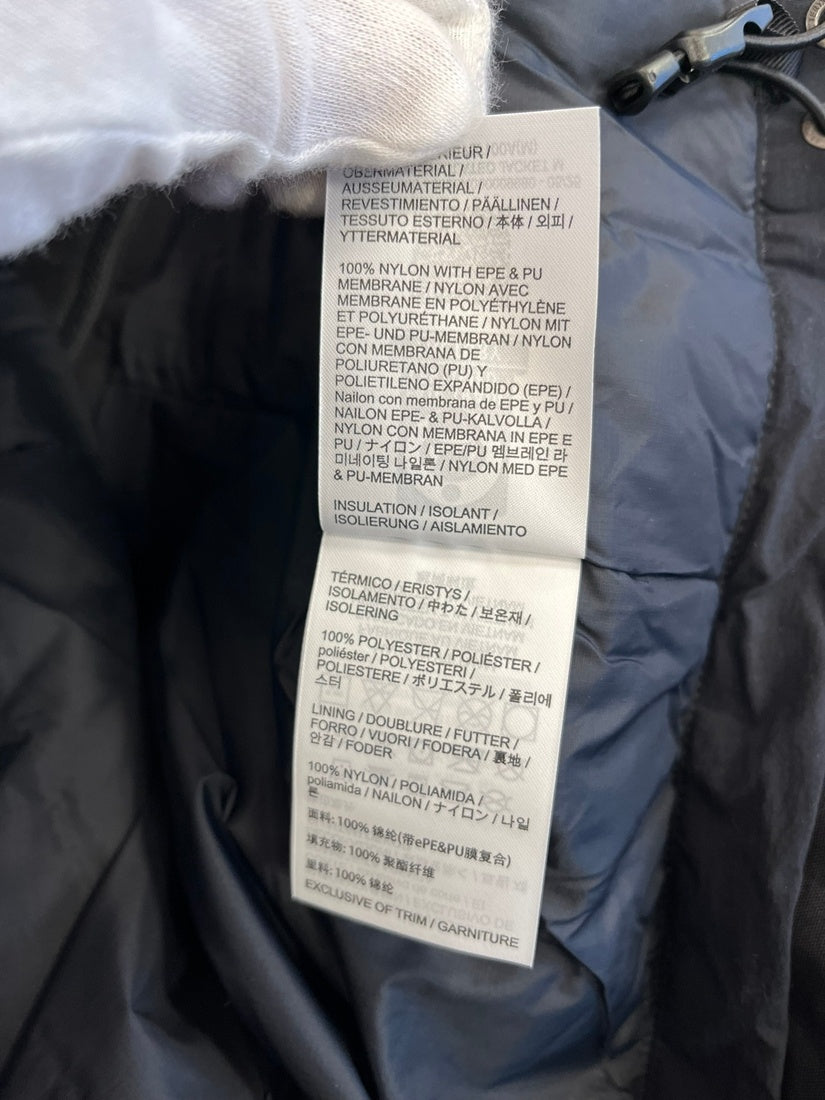 RIEUR /
OBERMATERIAL /
AUSSEUMATERIAL /
REVESTIMIENTO / PÄÄLLINEN /
TESSUTO ESTERNO / 本体 / 외피 /
YTTERMATERIAL
100% NYLON WITH EPE & PU
MEMBRANE / NYLON AVEC
MEMBRANE EN POLYÉTHYLÈNE
ET POLYURÉTHANE / NYLON MIT
EPE- UND PU-MEMBRAN / NYLON
CON MEMBRANA DE
POLIURETANO (PU) Y
POLIETILENO EXPANDIDO (EPE) /
Nailon con membrana de EPE y PU /
NAILON EPE- & PU-KALVOLLA /
NYLON CON MEMBRANA IN EPE E
PU / ナイロン / EPE/PU 멤브레인 라
미네이팅 나일론 / NYLON MED EPE
& PU-MEMBRAN
INSULATION / ISOLANT /
ISOLIERUNG / AISLAMIENTO
TÉRMICO / ERISTYS /
ISOLAMENTO / 中わた / 보온재 /
ISOLERING
100% POLYESTER / POLIÉSTER /
poliéster / POLYESTERI /
POLIESTERE / ポリエステル / 폴리에
스터
LINING / DOUBLURE / FUTTER /
FORRO / VUORI / FODERA / 裏地 /
안감 / FODER
100% NYLON / POLIAMIDA /
poliamida / NAILON / ナイロン / 나일
론
面料: 100% 锦纶(带ePE&PU膜复合)
填充物: 100% 聚酯纤维
里料: 100% 锦纶
EXCLUSIVE OF TRIM / GARNITURE